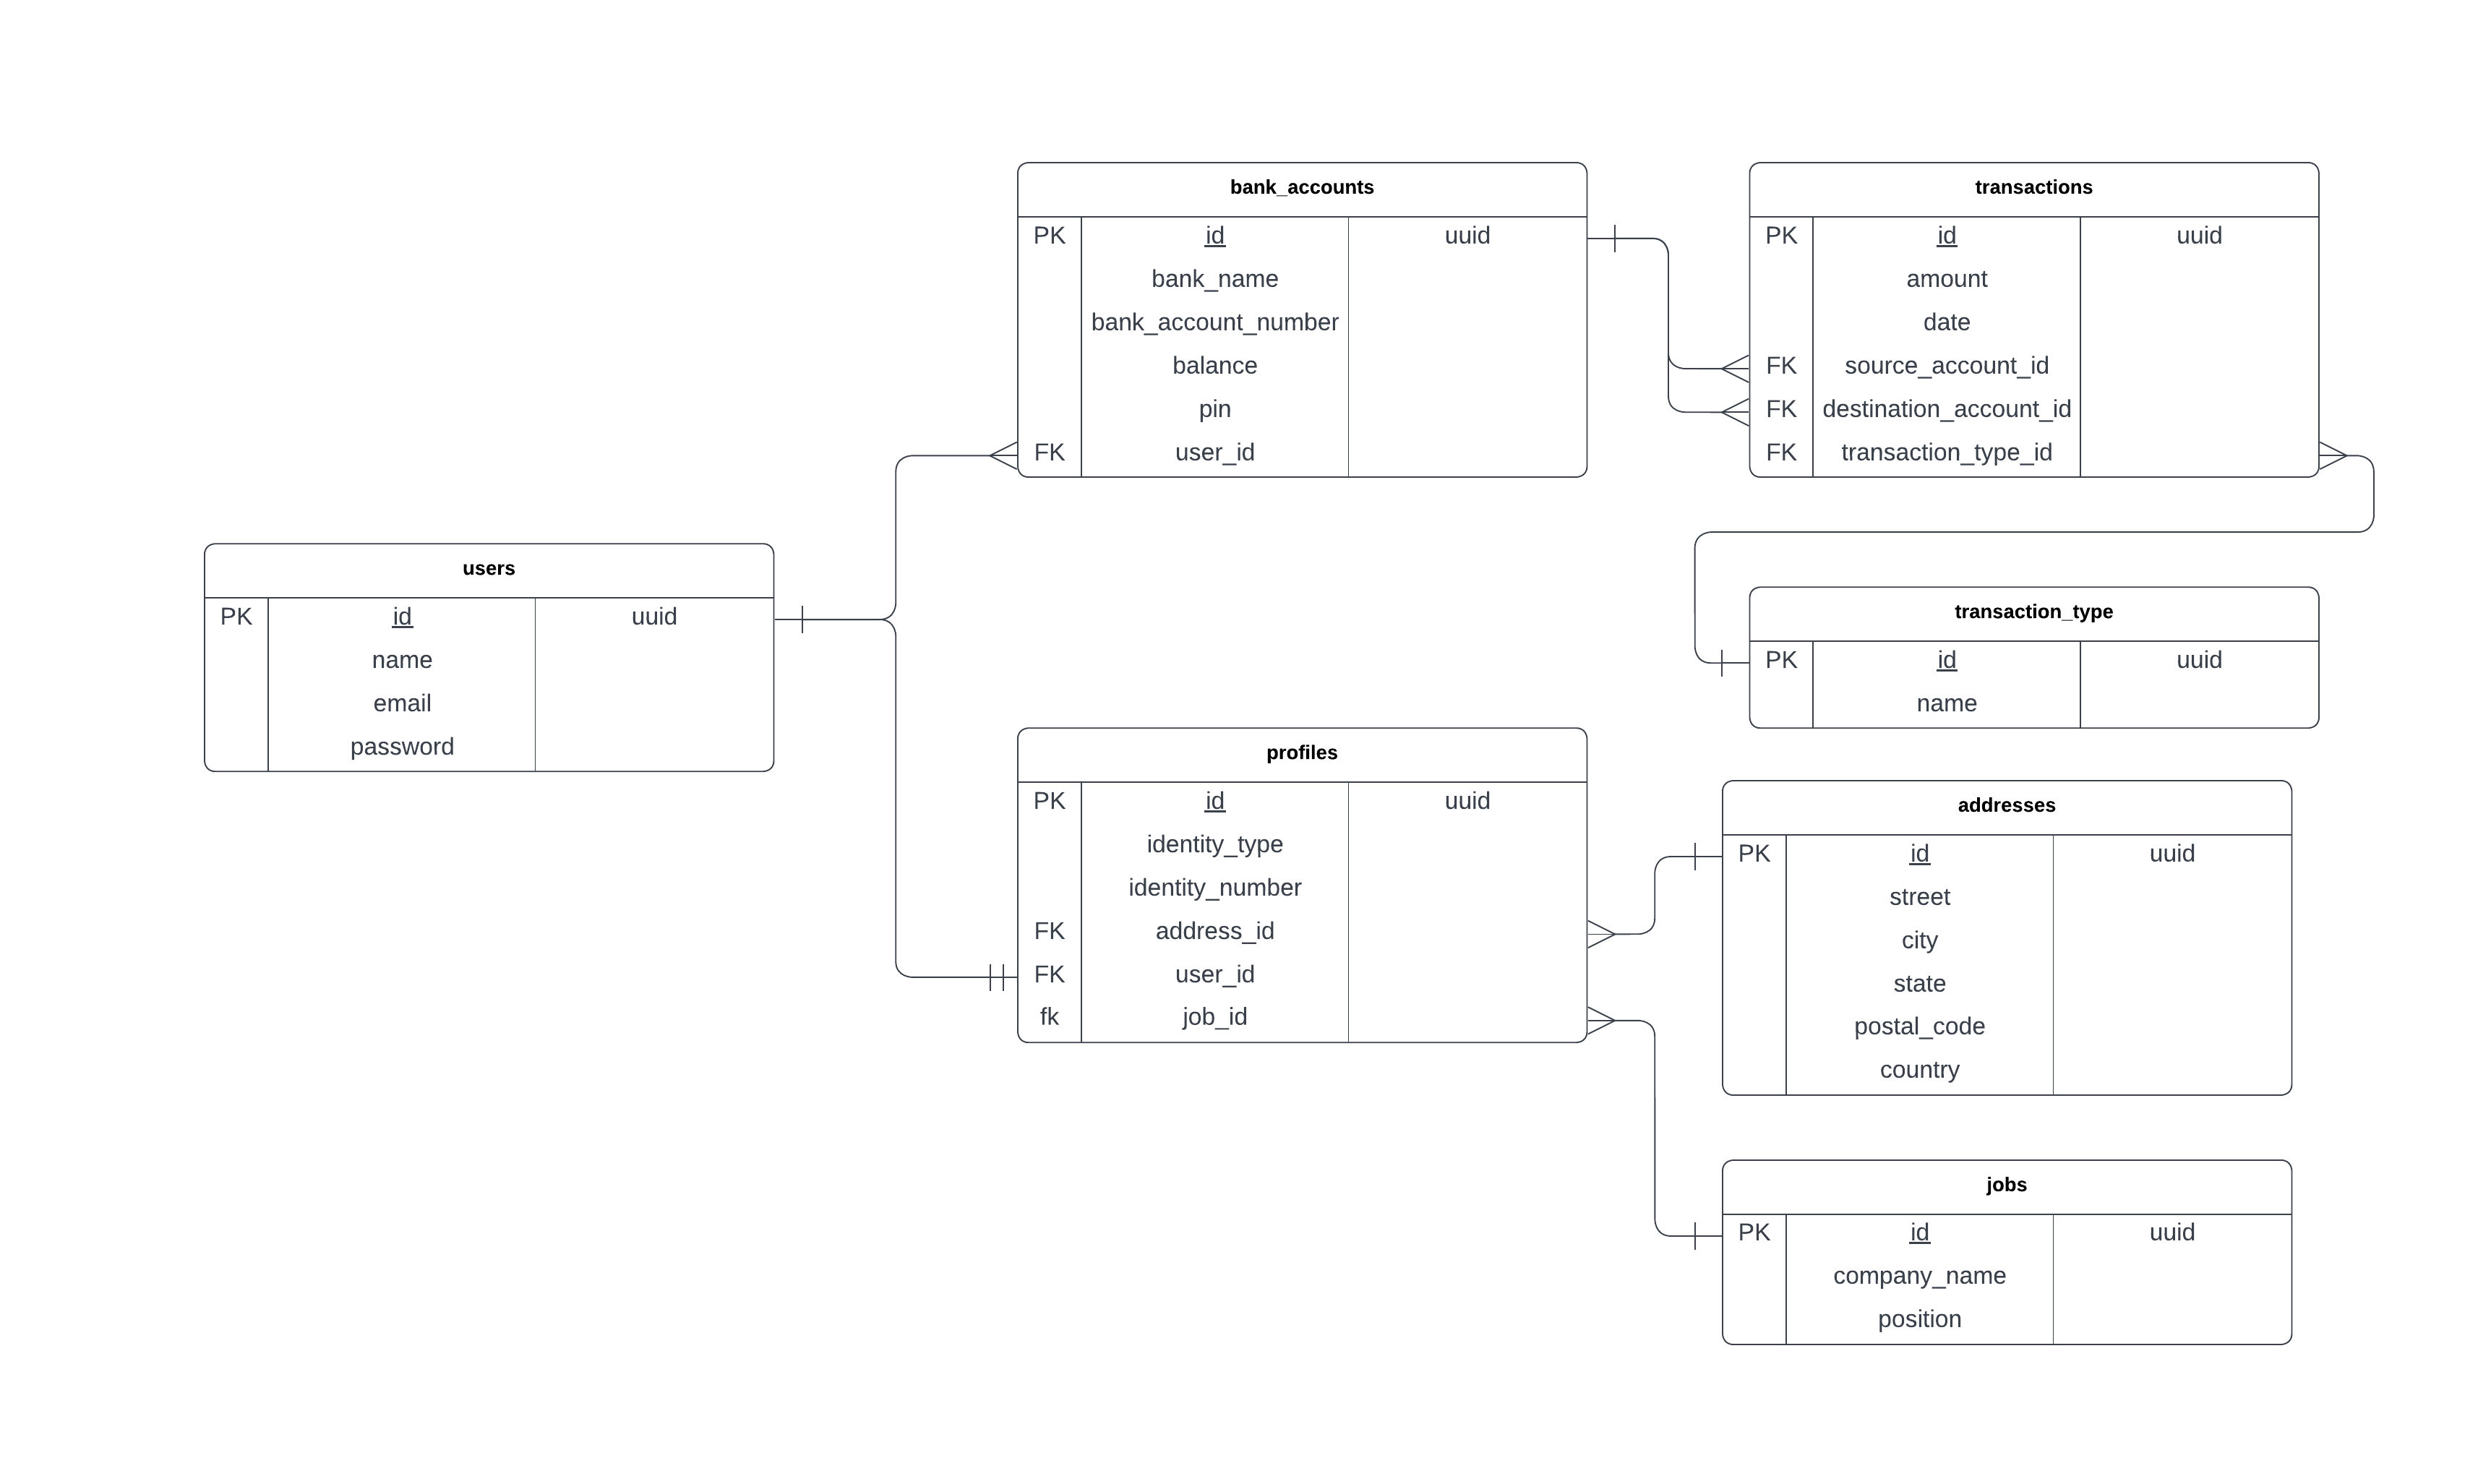 bank_accounts
PK id uuid
bank_name
bank_account_number
balance
pin
FK user_id
transactions
PK id uuid
amount
date
FK source_account_id
FK destination_account_id
FK transaction_type_id
users
PK id uuid
name
email
password
transaction_type
PK id uuid
name
profiles
PK id uuid
identity_type
identity_number
FK address_id
FK user_id
fk job_id
addresses
PK id uuid
street
city
state
postal_code
country
jobs
PK id uuid
company_name
position